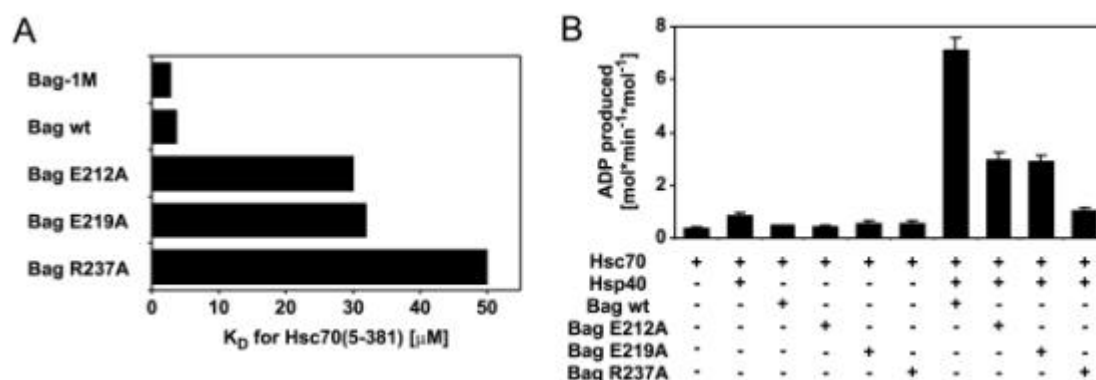 A
Bag-1M
Bag wt
Bag E212A
Bag E219A
Bag R237A
0 10 20 30 40 50
K_D for Hsc70(5-381) [µM]
B
ADP produced
[mol*min⁻¹*mol⁻¹]
8
6
4
2
0
Hsc70 + + + + + + + + + +
Hsp40 - + - - - - + + + +
Bag wt - - + - - - + - - -
Bag E212A - - - + - - - + - -
Bag E219A - - - - + - - - + -
Bag R237A - - - - - + - - - +